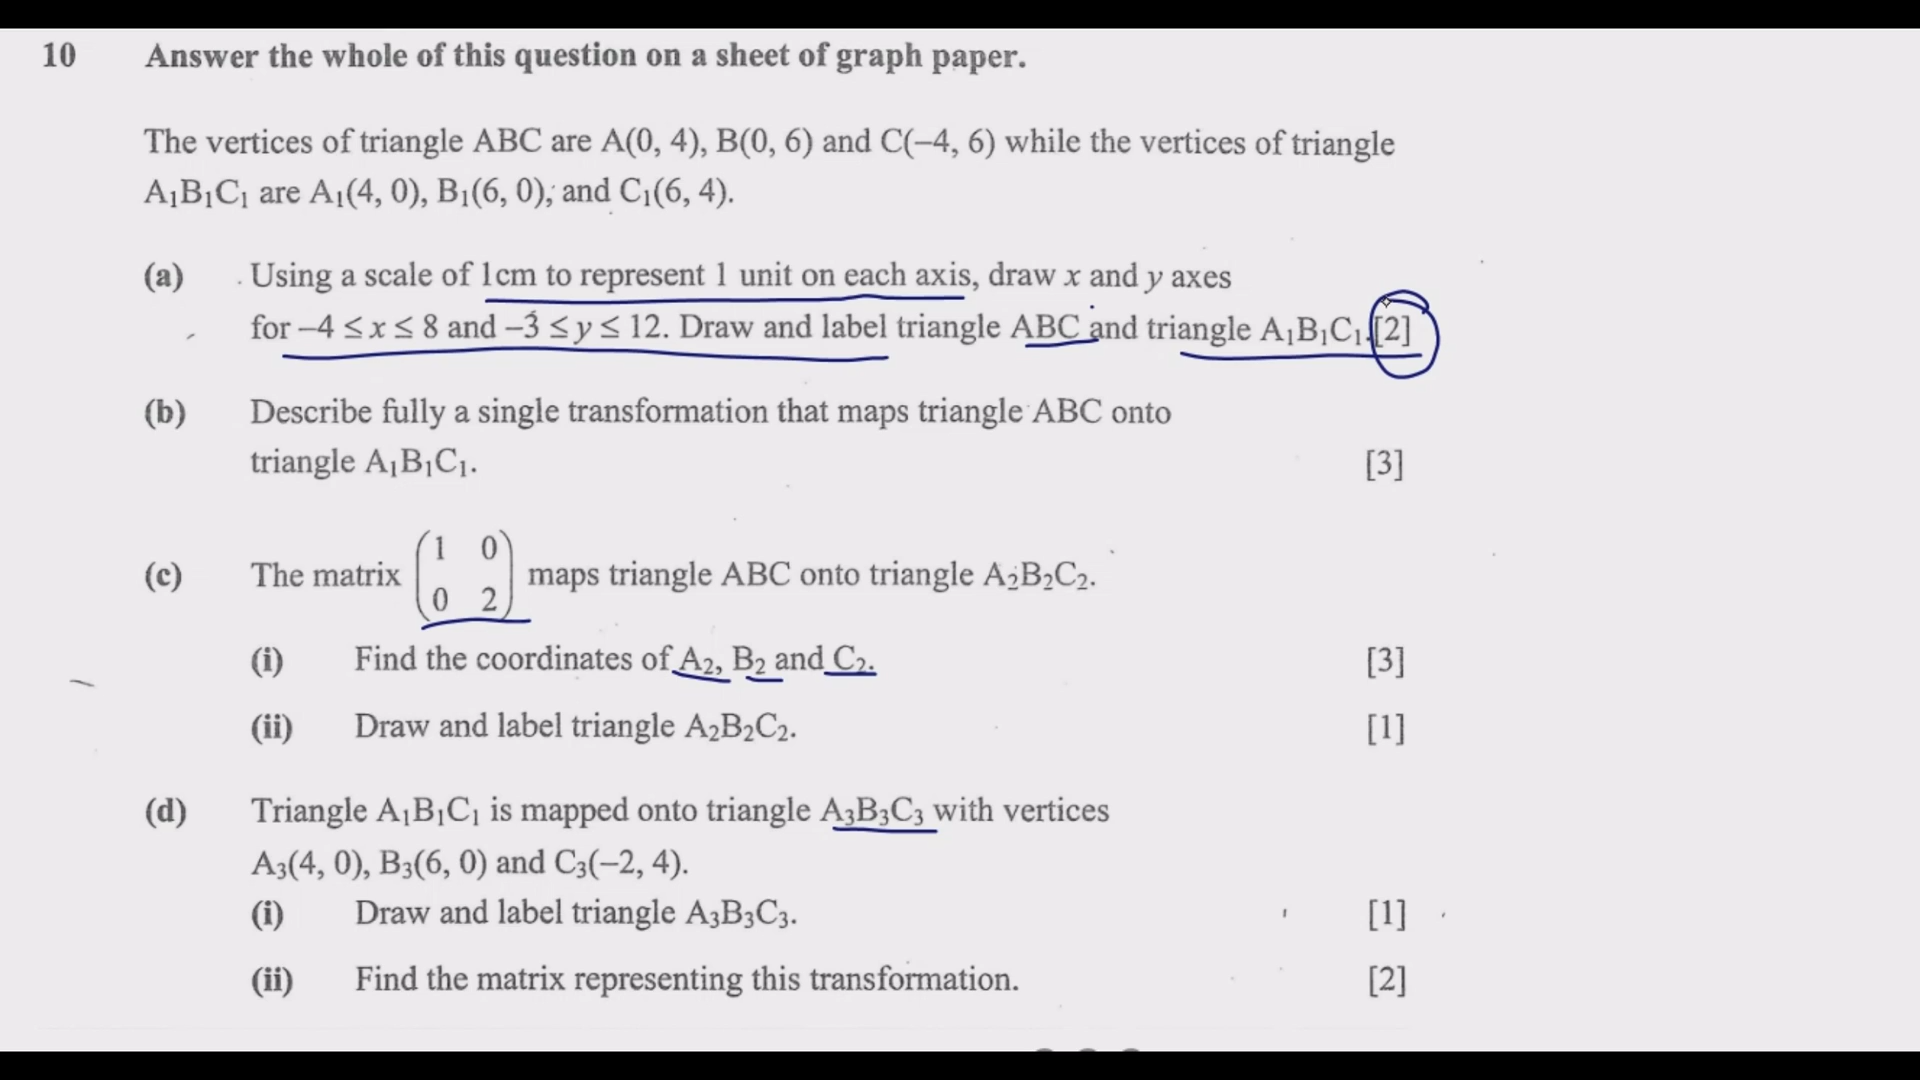 10 Answer the whole of this question on a sheet of graph paper.
The vertices of triangle ABC are A(0, 4), B(0, 6) and C(−4, 6) while the vertices of triangle
A₁B₁C₁ are A₁(4, 0), B₁(6, 0), and C₁(6, 4).
(a) Using a scale of 1cm to represent 1 unit on each axis, draw x and y axes
for −4 ≤ x ≤ 8 and −3 ≤ y ≤ 12. Draw and label triangle ABC and triangle A₁B₁C₁. [2]
(b) Describe fully a single transformation that maps triangle ABC onto
triangle A₁B₁C₁. [3]
(c) The matrix (1 0
0 2) maps triangle ABC onto triangle A₂B₂C₂.
(i) Find the coordinates of A₂, B₂ and C₂. [3]
(ii) Draw and label triangle A₂B₂C₂. [1]
(d) Triangle A₁B₁C₁ is mapped onto triangle A₃B₃C₃ with vertices
A₃(4, 0), B₃(6, 0) and C₃(−2, 4).
(i) Draw and label triangle A₃B₃C₃. [1]
(ii) Find the matrix representing this transformation. [2]